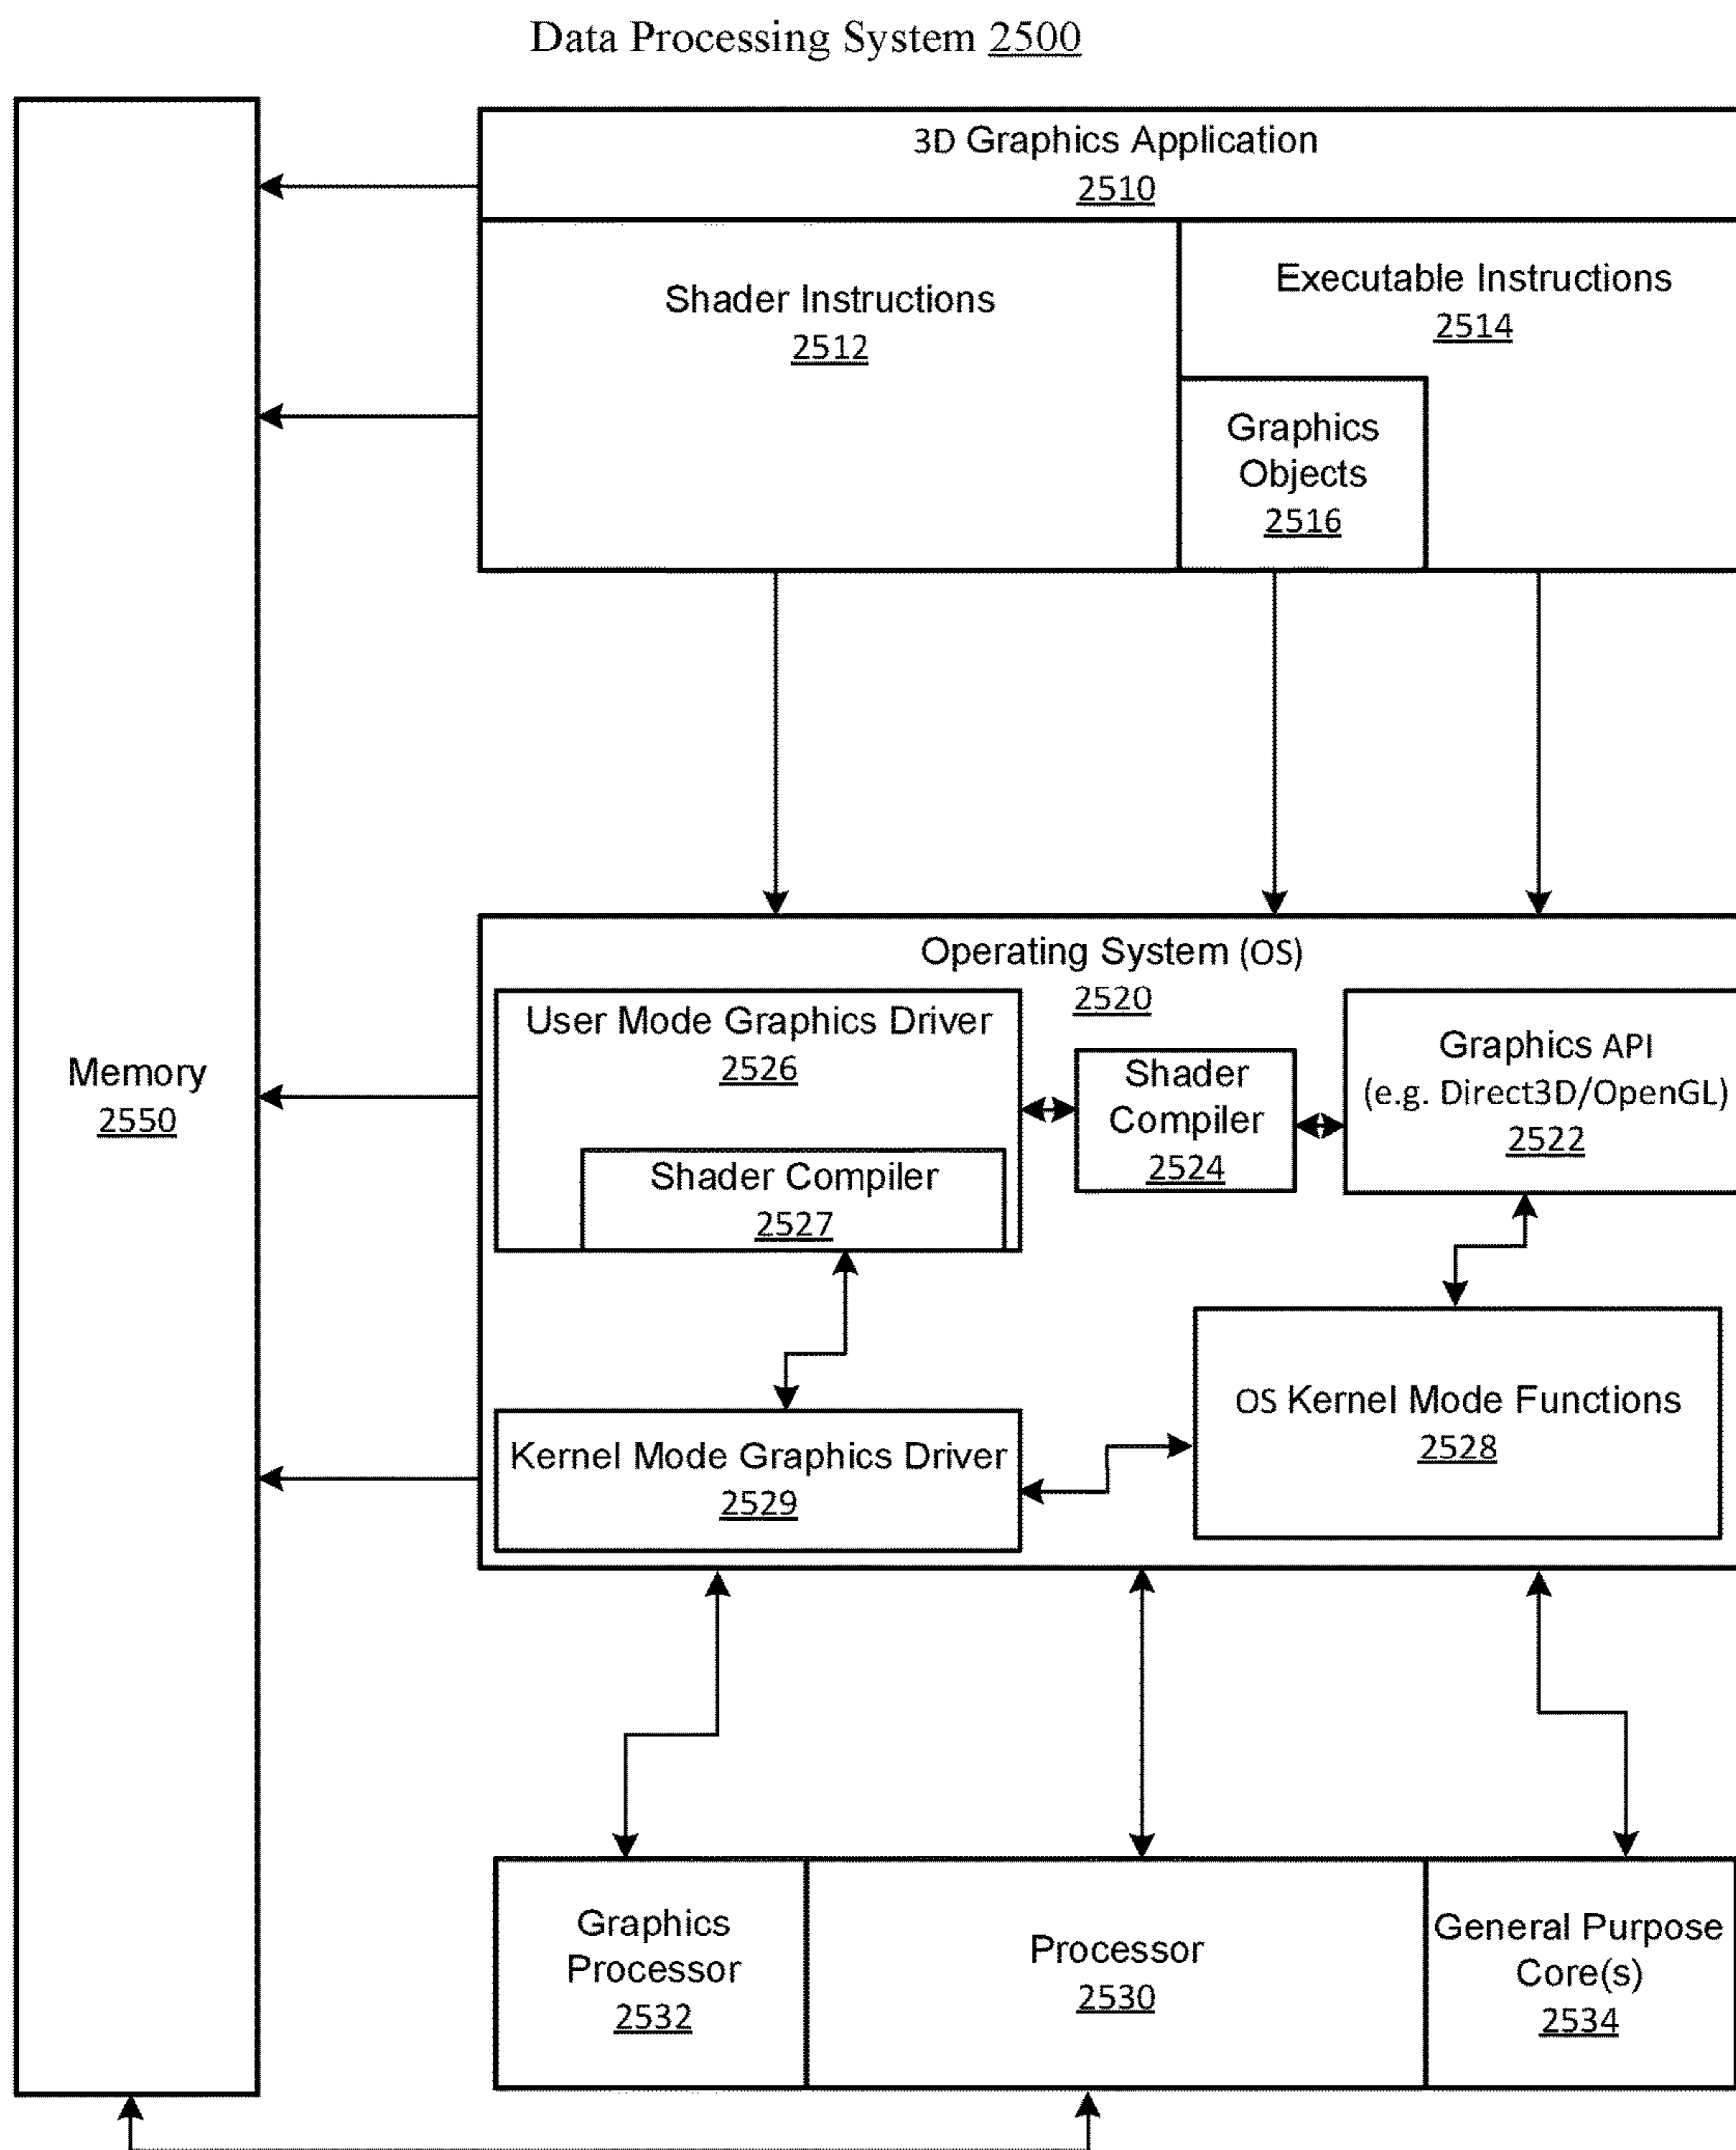 Data Processing System 2500
3D Graphics Application
2510
Shader Instructions
2512
Executable Instructions
2514
Graphics
Objects
2516
Memory
2550
Operating System (OS)
2520
User Mode Graphics Driver
2526
Shader Compiler
2527
Shader
Compiler
2524
Graphics API
(e.g. Direct3D/OpenGL)
2522
Kernel Mode Graphics Driver
2529
OS Kernel Mode Functions
2528
Graphics
Processor
2532
Processor
2530
General Purpose
Core(s)
2534